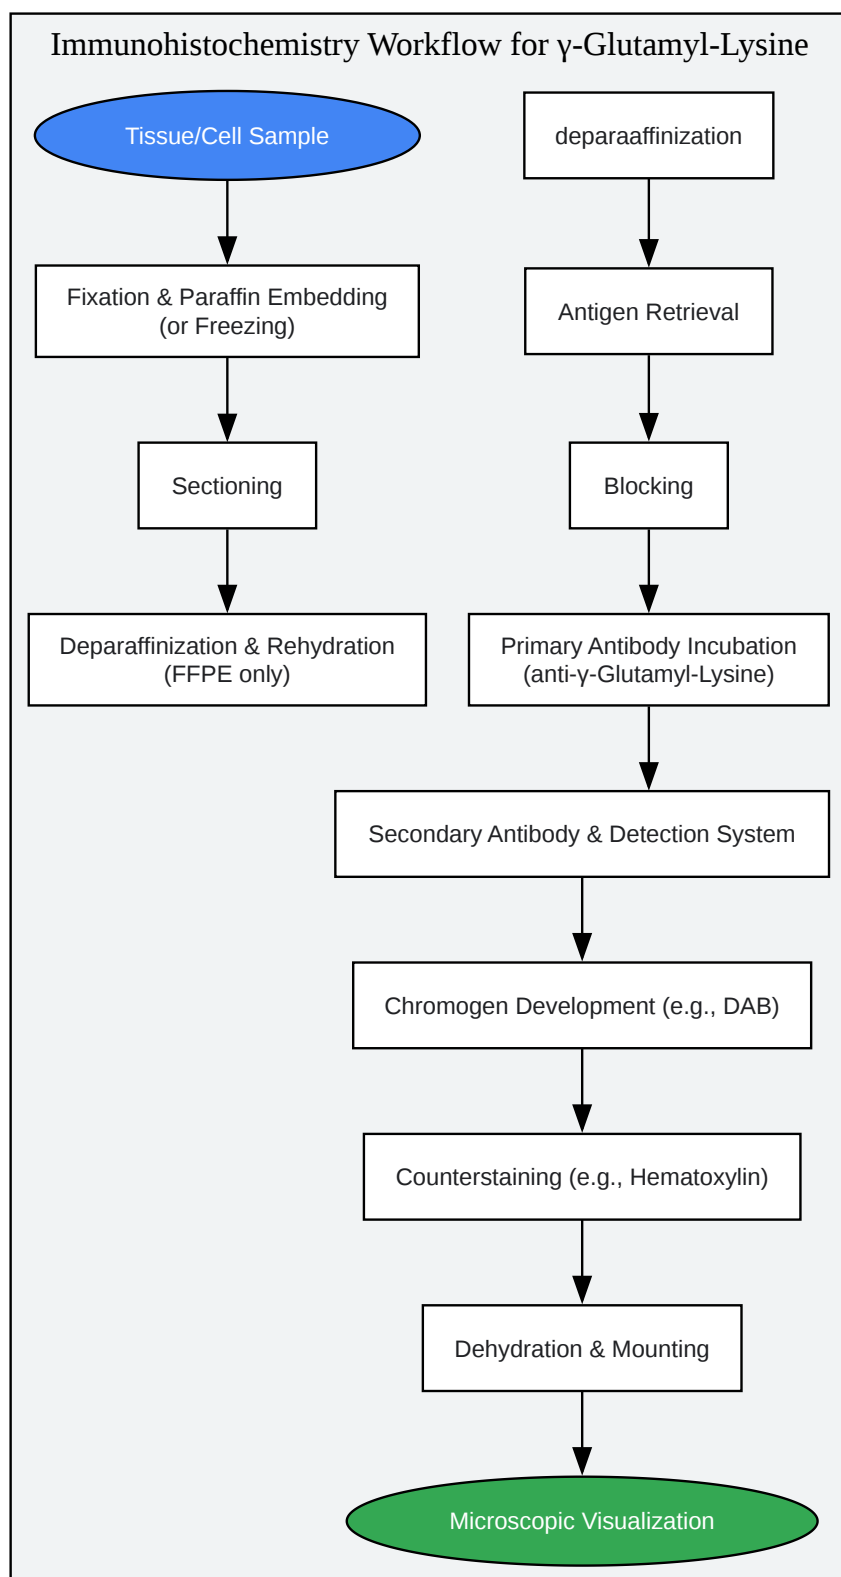 Immunohistochemistry Workflow for γ-Glutamyl-Lysine
Tissue/Cell Sample
Fixation & Paraffin Embedding
(or Freezing)
Sectioning
Deparaffinization & Rehydration
(FFPE only)
deparaaffinization
Antigen Retrieval
Blocking
Primary Antibody Incubation
(anti-γ-Glutamyl-Lysine)
Secondary Antibody & Detection System
Chromogen Development (e.g., DAB)
Counterstaining (e.g., Hematoxylin)
Dehydration & Mounting
Microscopic Visualization